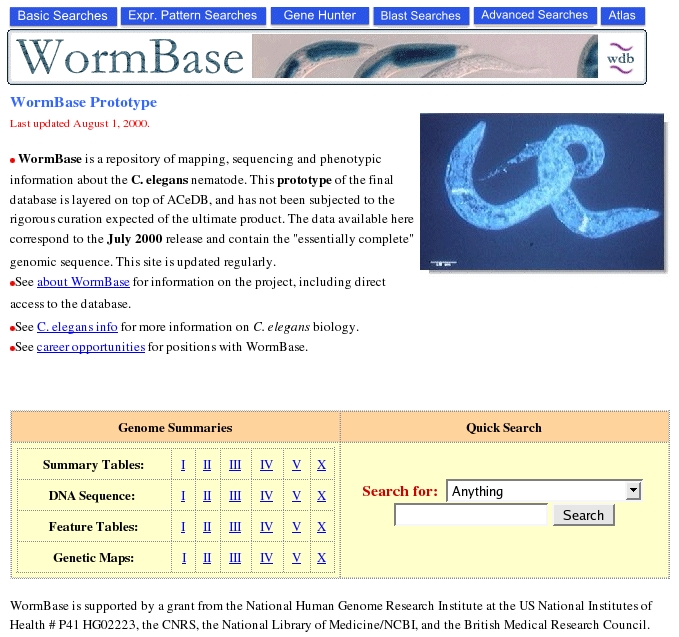 Basic Searches Expr. Pattern Searches Gene Hunter Blast Searches Advanced Searches Atlas
WormBase wdb
WormBase Prototype
Last updated August 1, 2000.
WormBase is a repository of mapping, sequencing and phenotypic
information about the C. elegans nematode. This prototype of the final
database is layered on top of ACeDB, and has not been subjected to the
rigorous curation expected of the ultimate product. The data available here
correspond to the July 2000 release and contain the "essentially complete"
genomic sequence. This site is updated regularly.
See about WormBase for information on the project, including direct
access to the database.
See C. elegans info for more information on C. elegans biology.
See career opportunities for positions with WormBase.
Genome Summaries Quick Search
Summary Tables: I II III IV V X
DNA Sequence: I II III IV V X
Feature Tables: I II III IV V X
Genetic Maps: I II III IV V X
Search for: Anything
Search
WormBase is supported by a grant from the National Human Genome Research Institute at the US National Institutes of
Health # P41 HG02223, the CNRS, the National Library of Medicine/NCBI, and the British Medical Research Council.